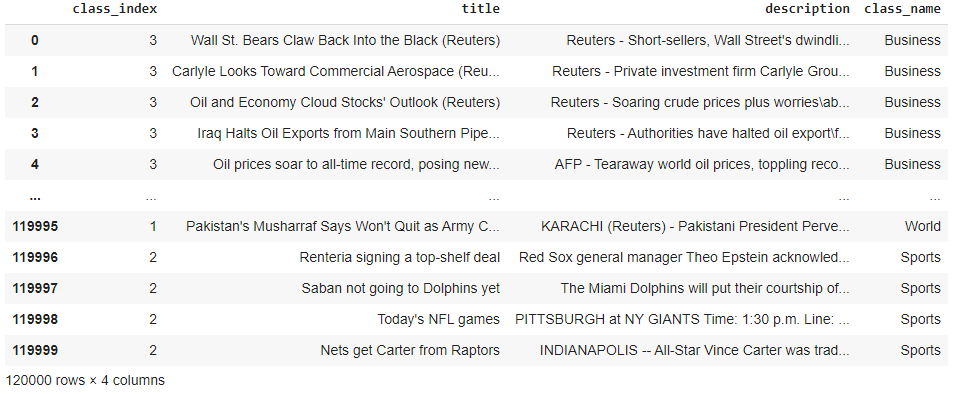 class_index title description class_name
0 3 Wall St. Bears Claw Back Into the Black (Reuters) Reuters - Short-sellers, Wall Street's dwindli... Business
1 3 Carlyle Looks Toward Commercial Aerospace (Reu... Reuters - Private investment firm Carlyle Grou... Business
2 3 Oil and Economy Cloud Stocks' Outlook (Reuters) Reuters - Soaring crude prices plus worries\ab... Business
3 3 Iraq Halts Oil Exports from Main Southern Pipe... Reuters - Authorities have halted oil export\f... Business
4 3 Oil prices soar to all-time record, posing new... AFP - Tearaway world oil prices, toppling reco... Business
... ... ... ... ...
119995 1 Pakistan's Musharraf Says Won't Quit as Army C... KARACHI (Reuters) - Pakistani President Perve... World
119996 2 Renteria signing a top-shelf deal Red Sox general manager Theo Epstein acknowled... Sports
119997 2 Saban not going to Dolphins yet The Miami Dolphins will put their courtship of... Sports
119998 2 Today's NFL games PITTSBURGH at NY GIANTS Time: 1:30 p.m. Line: ... Sports
119999 2 Nets get Carter from Raptors INDIANAPOLIS -- All-Star Vince Carter was trad... Sports
120000 rows × 4 columns